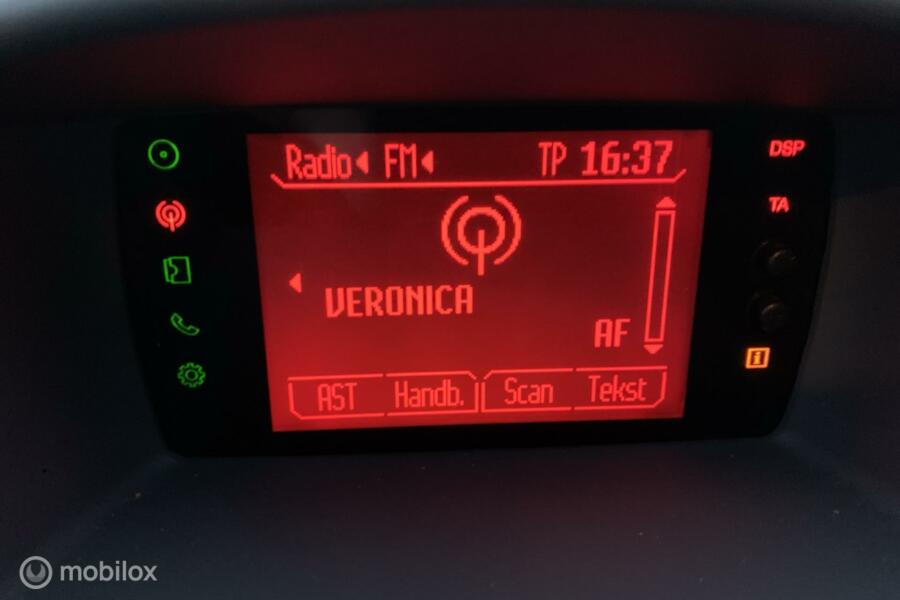 Radio FM TP 16:37
DSP
TA
VERONICA
AF
i
AST Handb. Scan Tekst
mobilox